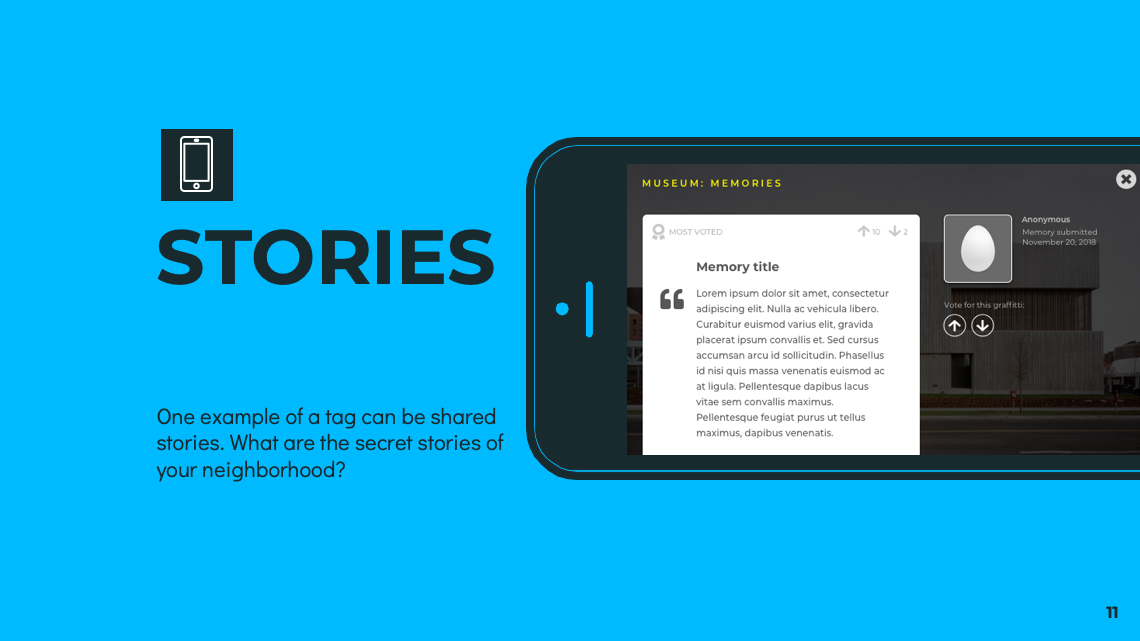 STORIES
One example of a tag can be shared
stories. What are the secret stories of
your neighborhood?
MUSEUM: MEMORIES
MOST VOTED
10
2
Memory title
Lorem ipsum dolor sit amet, consectetur
adipiscing elit. Nulla ac vehicula libero.
Curabitur euismod varius elit, gravida
placerat ipsum convallis et. Sed cursus
accumsan arcu id sollicitudin. Phasellus
id nisi quis massa venenatis euismod ac
at ligula. Pellentesque dapibus lacus
vitae sem convallis maximus.
Pellentesque feugiat purus ut tellus
maximus, dapibus venenatis.
Anonymous
Memory submitted
November 20, 2018
Vote for this graffitti:
11